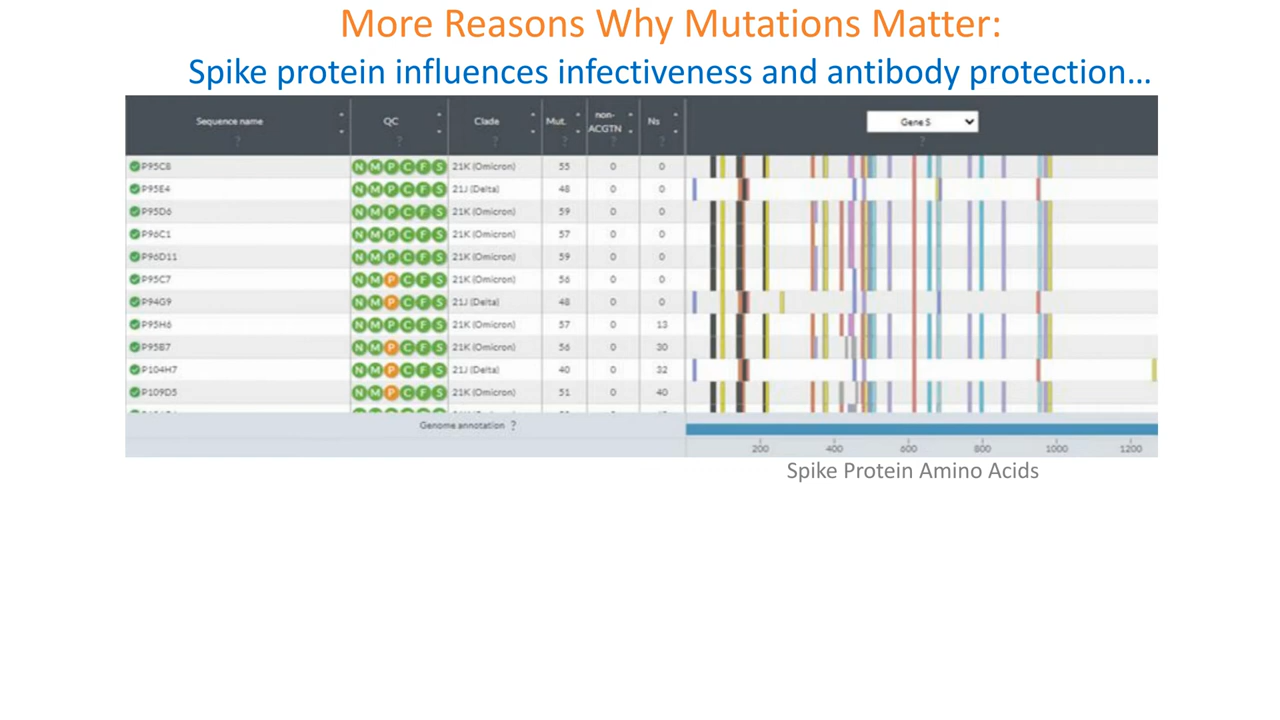 More Reasons Why Mutations Matter:
Spike protein influences infectiveness and antibody protection…
Sequence name QC Clade Mut. non-ACGTN Ns Gene S
? ? ? ? ? ? ?
P95C8 N M P C F S 21K (Omicron) 55 0 0
P95E4 N M P C F S 21J (Delta) 48 0 0
P95D6 N M P C F S 21K (Omicron) 59 0 0
P96C1 N M P C F S 21K (Omicron) 57 0 0
P96D11 N M P C F S 21K (Omicron) 59 0 0
P95C7 N M P C F S 21K (Omicron) 56 0 0
P94G9 N M P C F S 21J (Delta) 48 0 0
P95H6 N M P C F S 21K (Omicron) 57 0 13
P95B7 N M P C F S 21K (Omicron) 56 0 30
P104H7 N M P C F S 21J (Delta) 40 0 32
P109D5 N M P C F S 21K (Omicron) 51 0 40
Genome annotation ?
200 400 600 800 1000 1200
Spike Protein Amino Acids